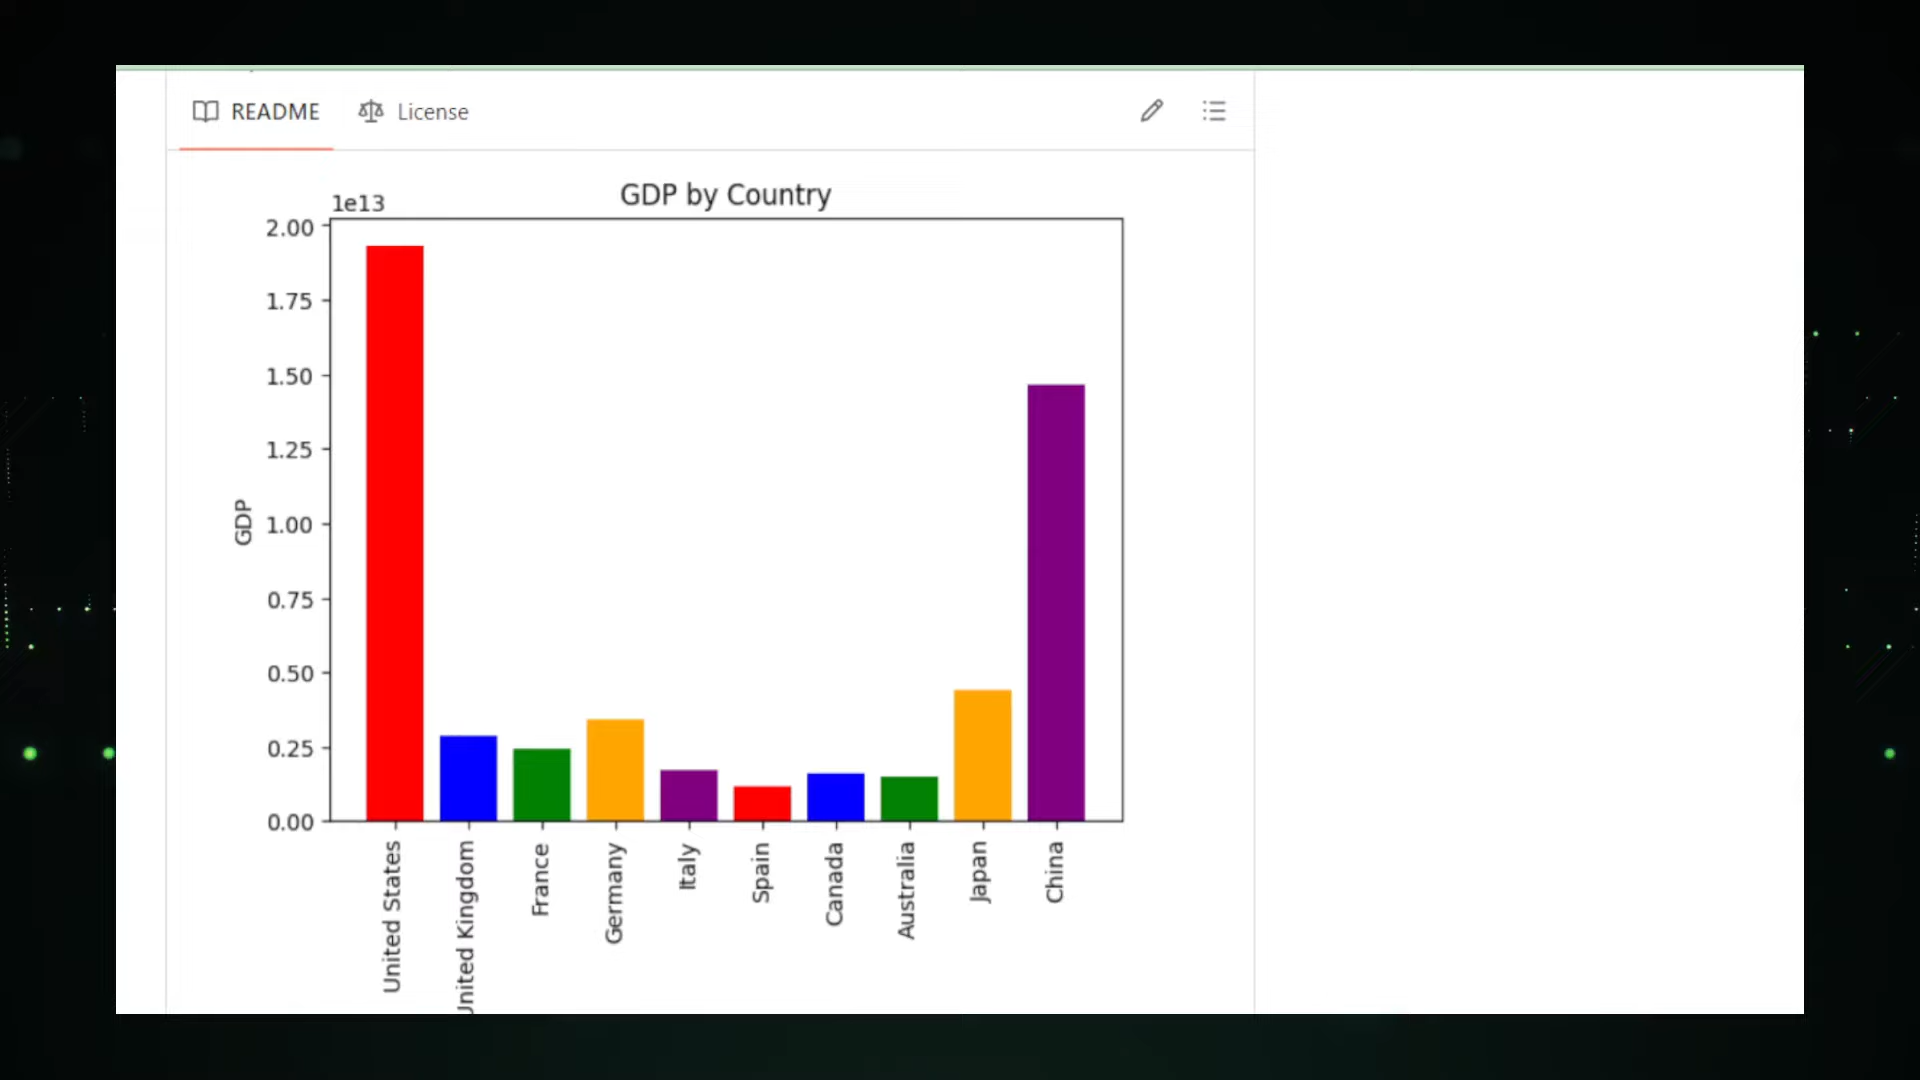 README
License
GDP by Country
1e13
2.00
1.75
1.50
1.25
1.00
0.75
0.50
0.25
0.00
GDP
United States
United Kingdom
France
Germany
Italy
Spain
Canada
Australia
Japan
China